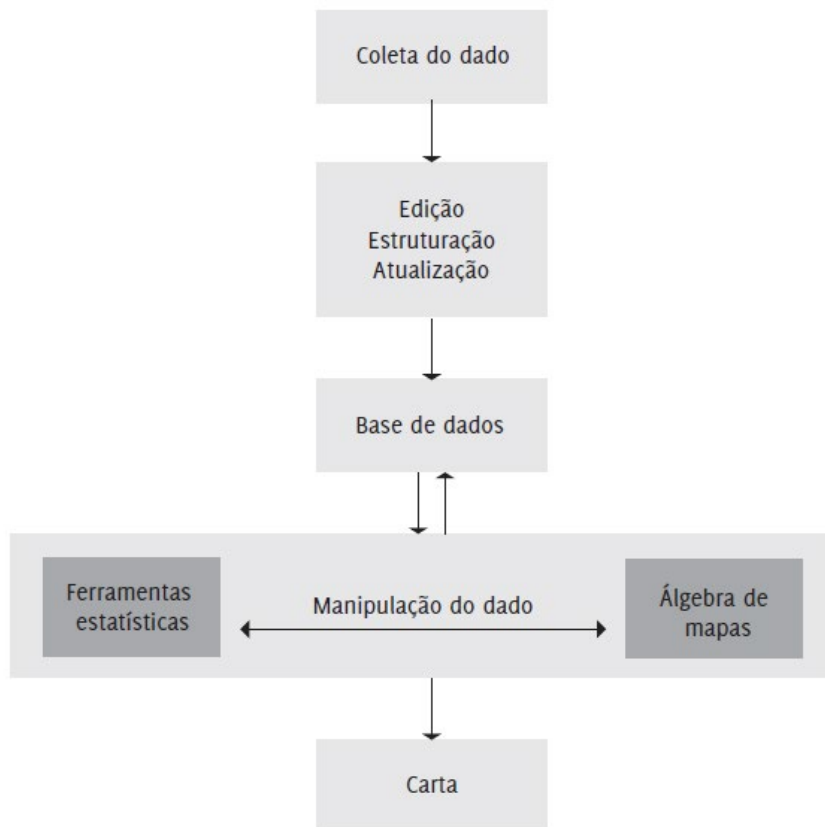 Coleta do dado
Edição
Estruturação
Atualização
Base de dados
Ferramentas
estatísticas
Manipulação do dado
Álgebra de
mapas
Carta